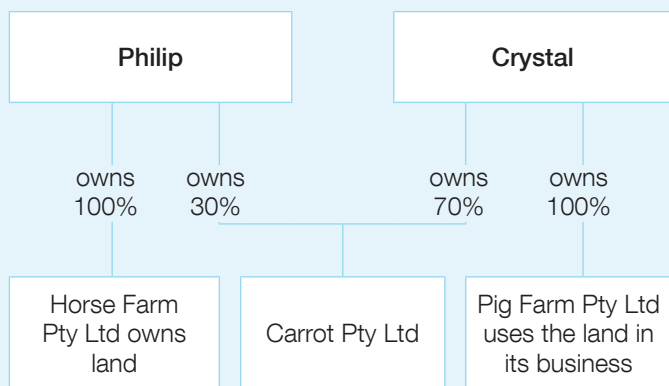 Philip
Crystal
owns
100%
owns
30%
owns
70%
owns
100%
Horse Farm
Pty Ltd owns
land
Carrot Pty Ltd
Pig Farm Pty Ltd
uses the land in
its business